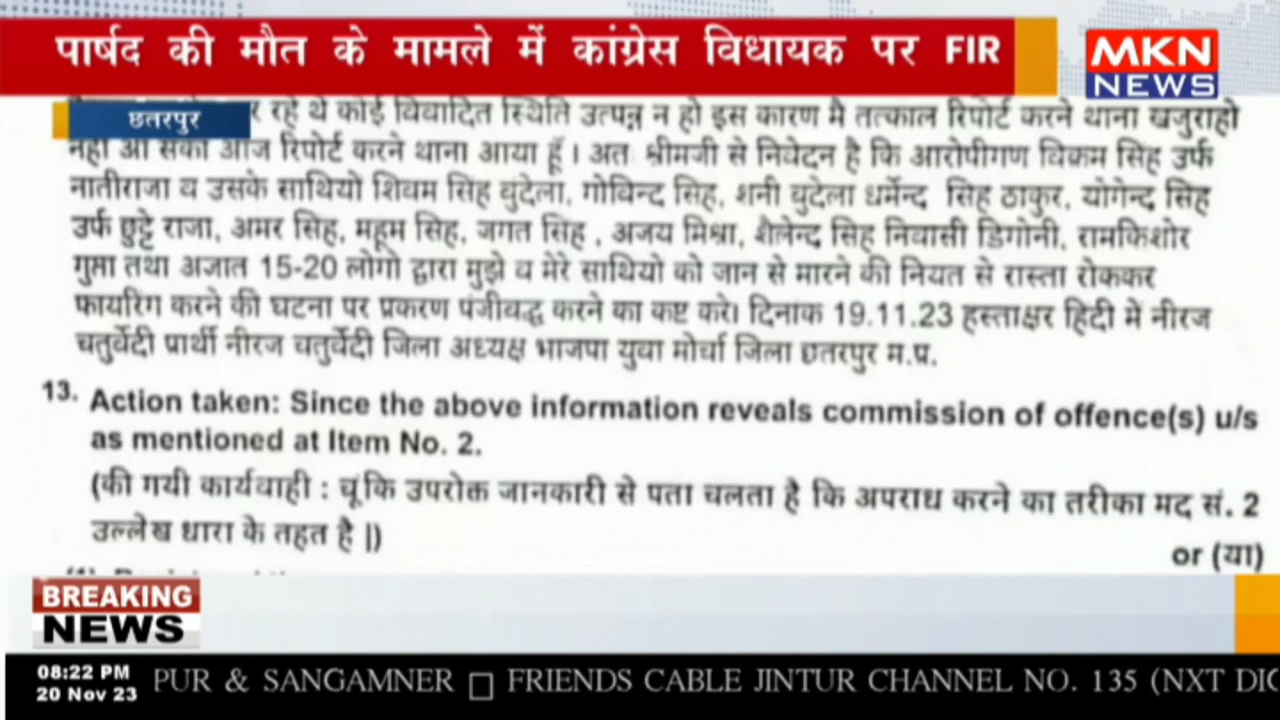 पार्षद की मौत के मामले में कांग्रेस विधायक पर FIR
MKN
NEWS
छतरपुर
र रहे थे कोई विवादित स्थिति उत्पन्न न हो इस कारण मै तत्काल रिपोर्ट करने थाना खजुराहो
नही आ सका आज रिपोर्ट करने थाना आया हूँ । अत श्रीमजी से निवेदन है कि आरोपीगण विक्रम सिह उर्फ
नातीराजा व उसके साथियो शिवम सिह बुदेला, गोविन्द सिह, शनी बुदेला धर्मेन्द सिह ठाकुर, योगेन्द सिह
उर्फ छुट्टे राजा, अमर सिह, महूम सिह, जगत सिह , अजय मिश्रा, शैलेन्द सिह निवासी डिगोनी, रामकिशोर
गुप्ता तथा अजात 15-20 लोगो द्वारा मुझे व मेरे साथियो को जान से मारने की नियत से रास्ता रोककर
फायरिंग करने की घटना पर प्रकरण पंजीवद्ध करने का कष्ट करे। दिनाक 19.11.23 हस्ताक्षर हिदी मे नीरज
चतुर्वेदी प्रार्थी नीरज चतुर्वेदी जिला अध्यक्ष भाजपा युवा मोर्चा जिला छतरपुर म.प्र.
13. Action taken: Since the above information reveals commission of offence(s) u/s
as mentioned at Item No. 2.
(की गयी कार्यवाही : चूंकि उपरोक्त जानकारी से पता चलता है कि अपराध करने का तरीका मद सं. 2
उल्लेख धारा के तहत है |)
or (या)
BREAKING
NEWS
08:22 PM
20 Nov 23
PUR & SANGAMNER □ FRIENDS CABLE JINTUR CHANNEL NO. 135 (NXT DIG